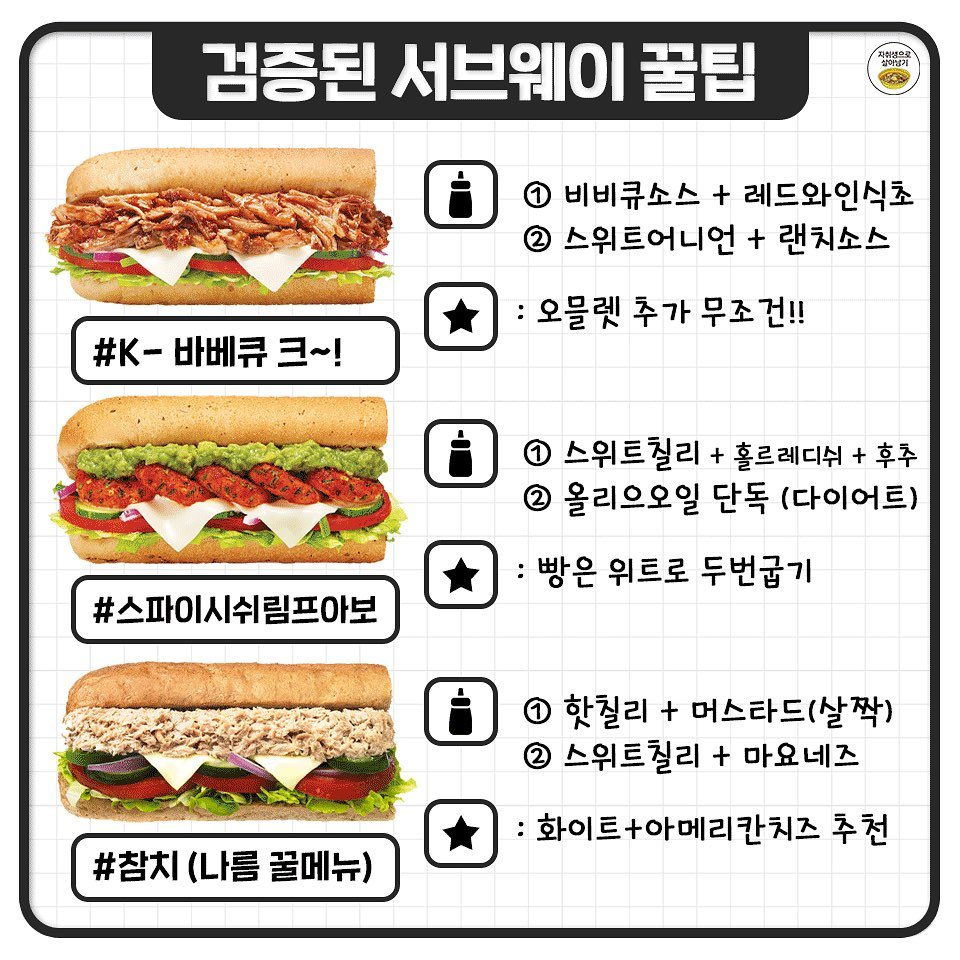 검증된 서브웨이 꿀팁
자취생으로
살아남기
① 비비큐소스 + 레드와인식초
② 스위트어니언 + 랜치소스
: 오믈렛 추가 무조건!!
#K- 바베큐 크~!
① 스위트칠리 + 홀르레디쉬 + 후추
② 올리으오일 단독 (다이어트)
: 빵은 위트로 두번굽기
#스파이시쉬림프아보
① 핫칠리 + 머스타드(살짝)
② 스위트칠리 + 마요네즈
: 화이트+아메리칸치즈 추천
#참치 (나름 꿀메뉴)